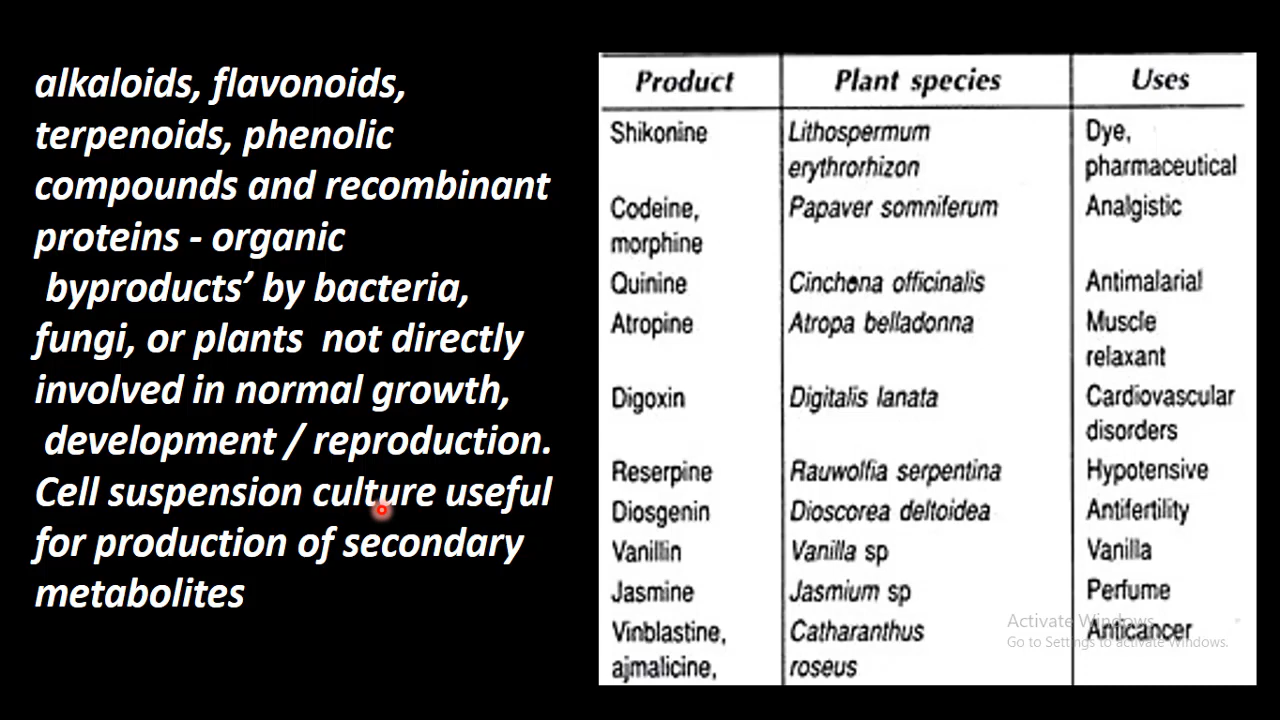 alkaloids, flavonoids,
terpenoids, phenolic
compounds and recombinant
proteins - organic
byproducts’ by bacteria,
fungi, or plants not directly
involved in normal growth,
development / reproduction.
Cell suspension culture useful
for production of secondary
metabolites
Product Plant species Uses
Shikonine Lithospermum Dye,
erythrorhizon pharmaceutical
Codeine, Papaver somniferum Analgistic
morphine
Quinine Cinchona officinalis Antimalarial
Atropine Atropa belladonna Muscle
relaxant
Digoxin Digitalis lanata Cardiovascular
disorders
Reserpine Rauwolfia serpentina Hypotensive
Diosgenin Dioscorea deltoidea Antifertility
Vanillin Vanilla sp Vanilla
Jasmine Jasmium sp Perfume
Vinblastine, Catharanthus Anticancer
ajmalicine, roseus
Activate Windows
Go to Settings to activate Windows.